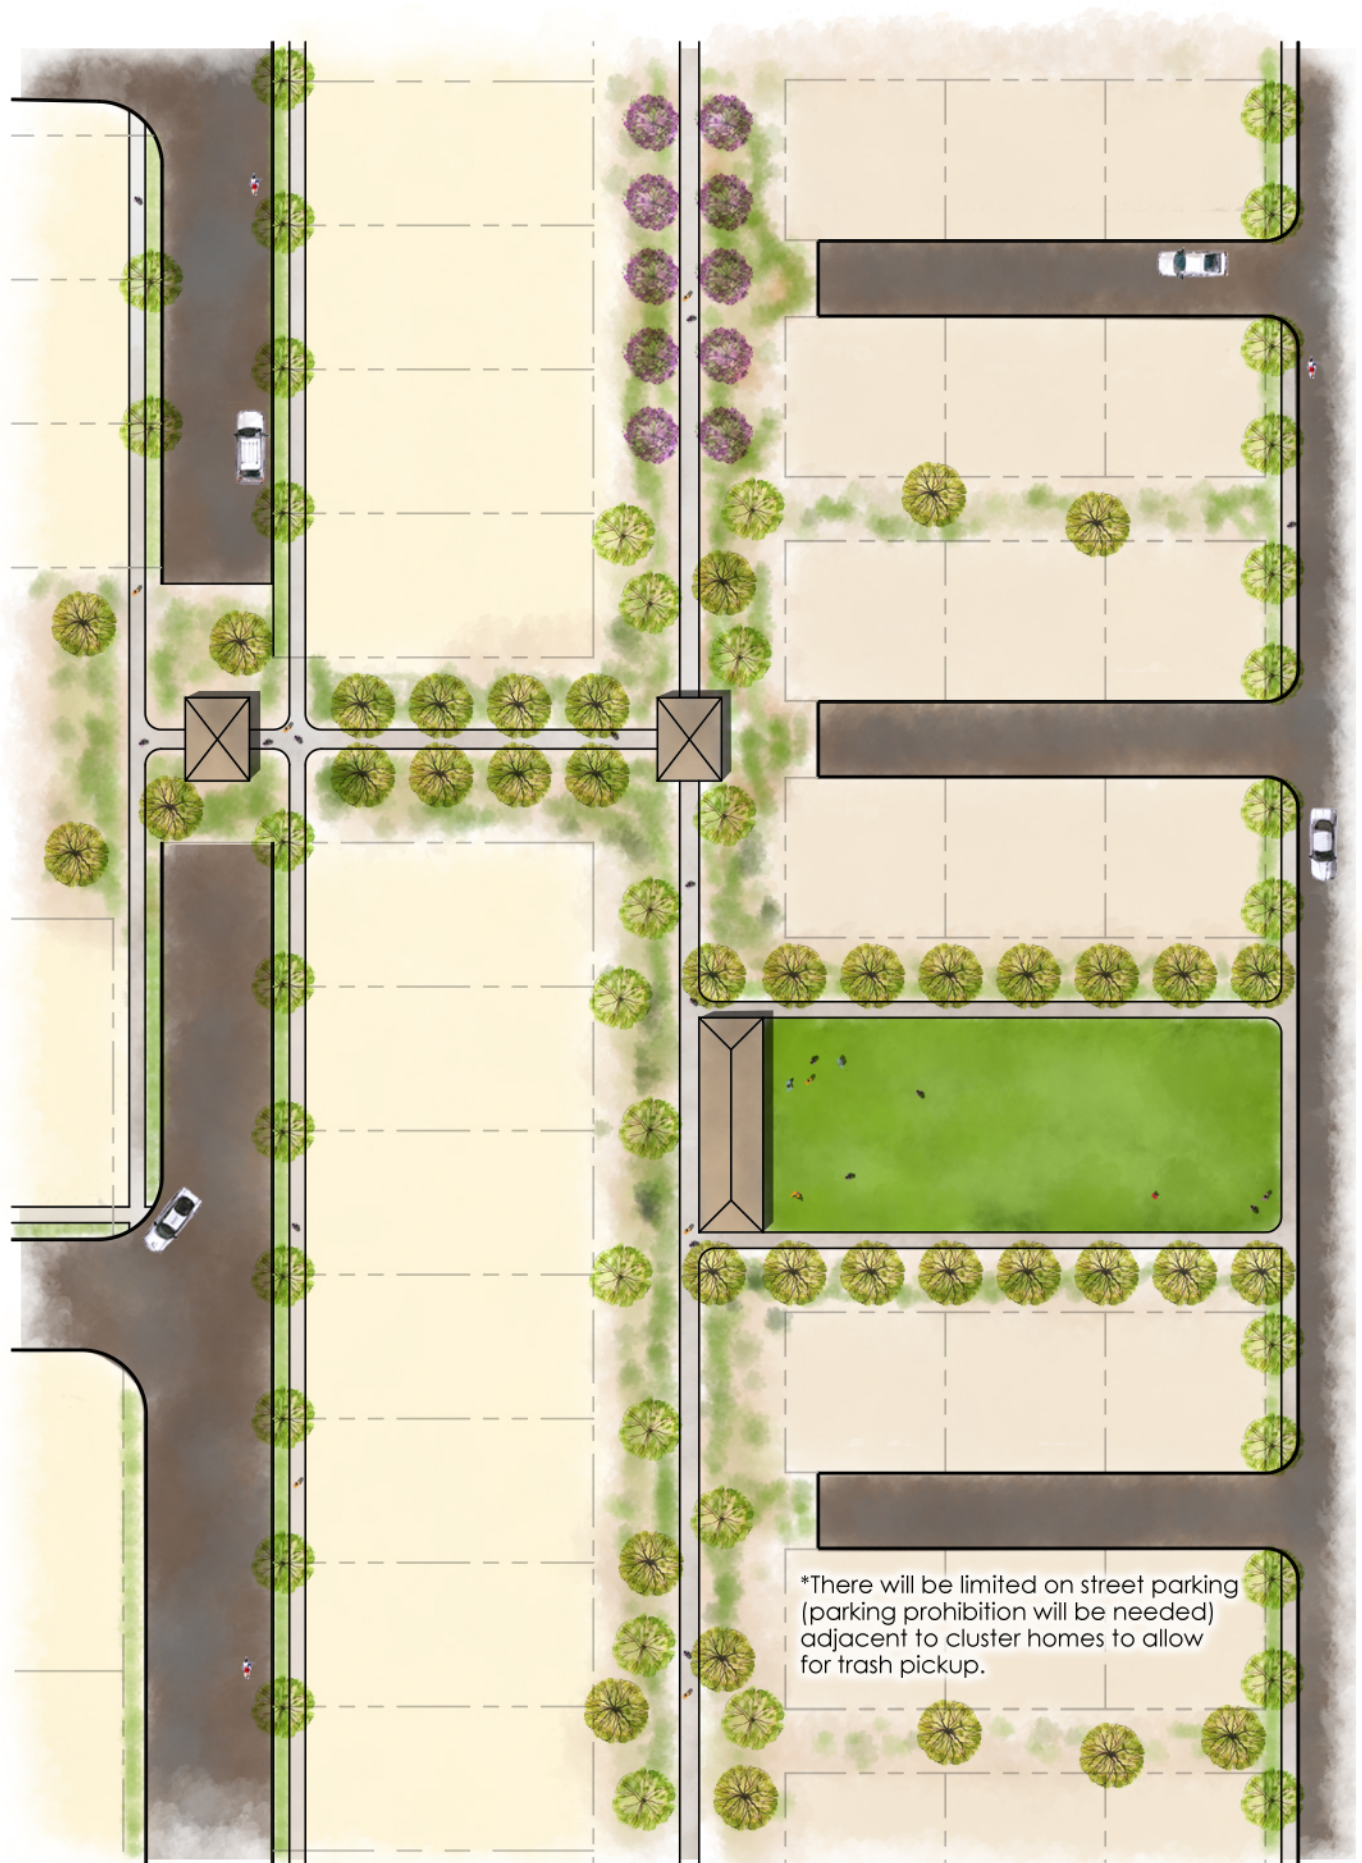 *There will be limited on street parking
(parking prohibition will be needed)
adjacent to cluster homes to allow
for trash pickup.